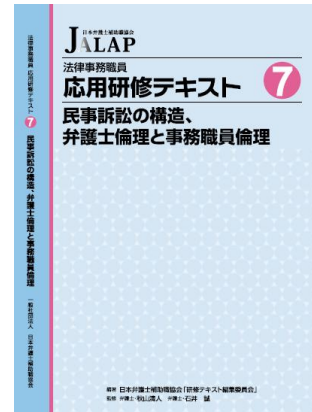 法律事務職員 応用研修テキスト 7 民事訴訟の構造、弁護士倫理と事務職員倫理 一般社団法人 日本弁護士補助職協会
日本弁護士補助職協会
JALAP
法律事務職員
応用研修テキスト 7
民事訴訟の構造、
弁護士倫理と事務職員倫理
編著 日本弁護士補助職協会「研修テキスト編集委員会」
監修 弁護士・秋山清人 弁護士・石井 誠